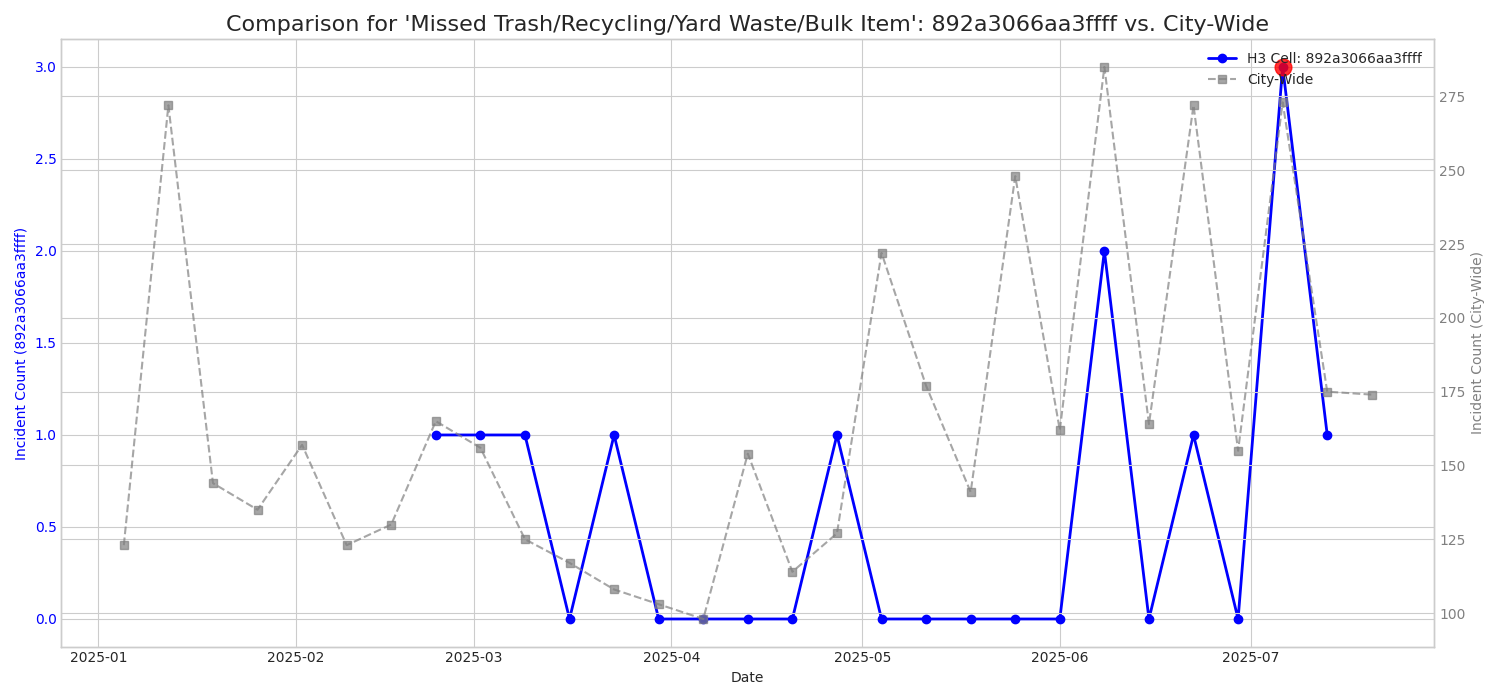 Comparison for 'Missed Trash/Recycling/Yard Waste/Bulk Item': 892a3066aa3ffff vs. City-Wide
H3 Cell: 892a3066aa3ffff
City-Wide
3.0
2.5
2.0
1.5
1.0
0.5
0.0
Incident Count (892a3066aa3ffff)
275
250
225
200
175
150
125
100
Incident Count (City-Wide)
2025-01 2025-02 2025-03 2025-04 2025-05 2025-06 2025-07
Date